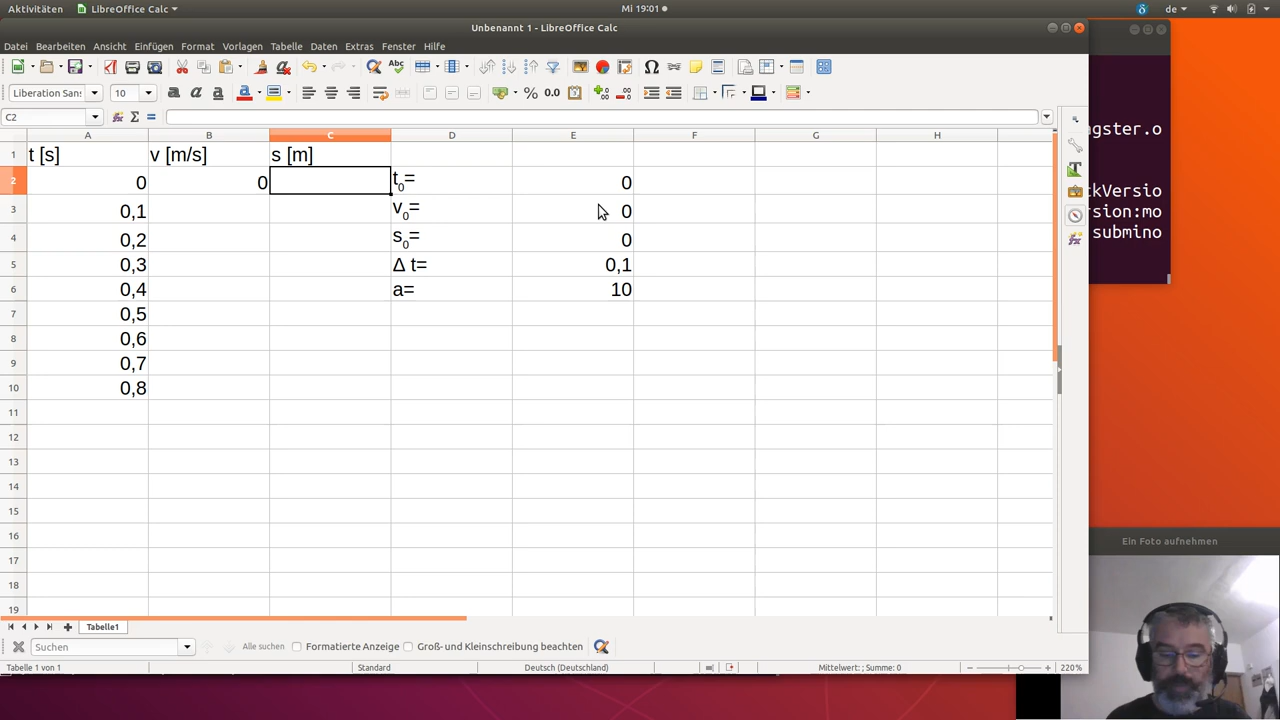 Aktivitäten LibreOffice Calc Mi 19:01 de
Unbenannt 1 - LibreOffice Calc
Datei Bearbeiten Ansicht Einfügen Format Vorlagen Tabelle Daten Extras Fenster Hilfe
Liberation Sans 10 a a a a % 0.0
C2 Σ =
A B C D E F G H
1 t [s] v [m/s] s [m]
2 0 0 t₀= 0
3 0,1 v₀= 0
4 0,2 s₀= 0
5 0,3 Δ t= 0,1
6 0,4 a= 10
7 0,5
8 0,6
9 0,7
10 0,8
11
12
13
14
15
16
17
18
19
Tabelle1
Suchen Alle suchen Formatierte Anzeige Groß- und Kleinschreibung beachten
Tabelle 1 von 1 Standard Deutsch (Deutschland) Mittelwert: ; Summe: 0 220%
gster.o
ckVersio
rsion:mo
submino
Ein Foto aufnehmen